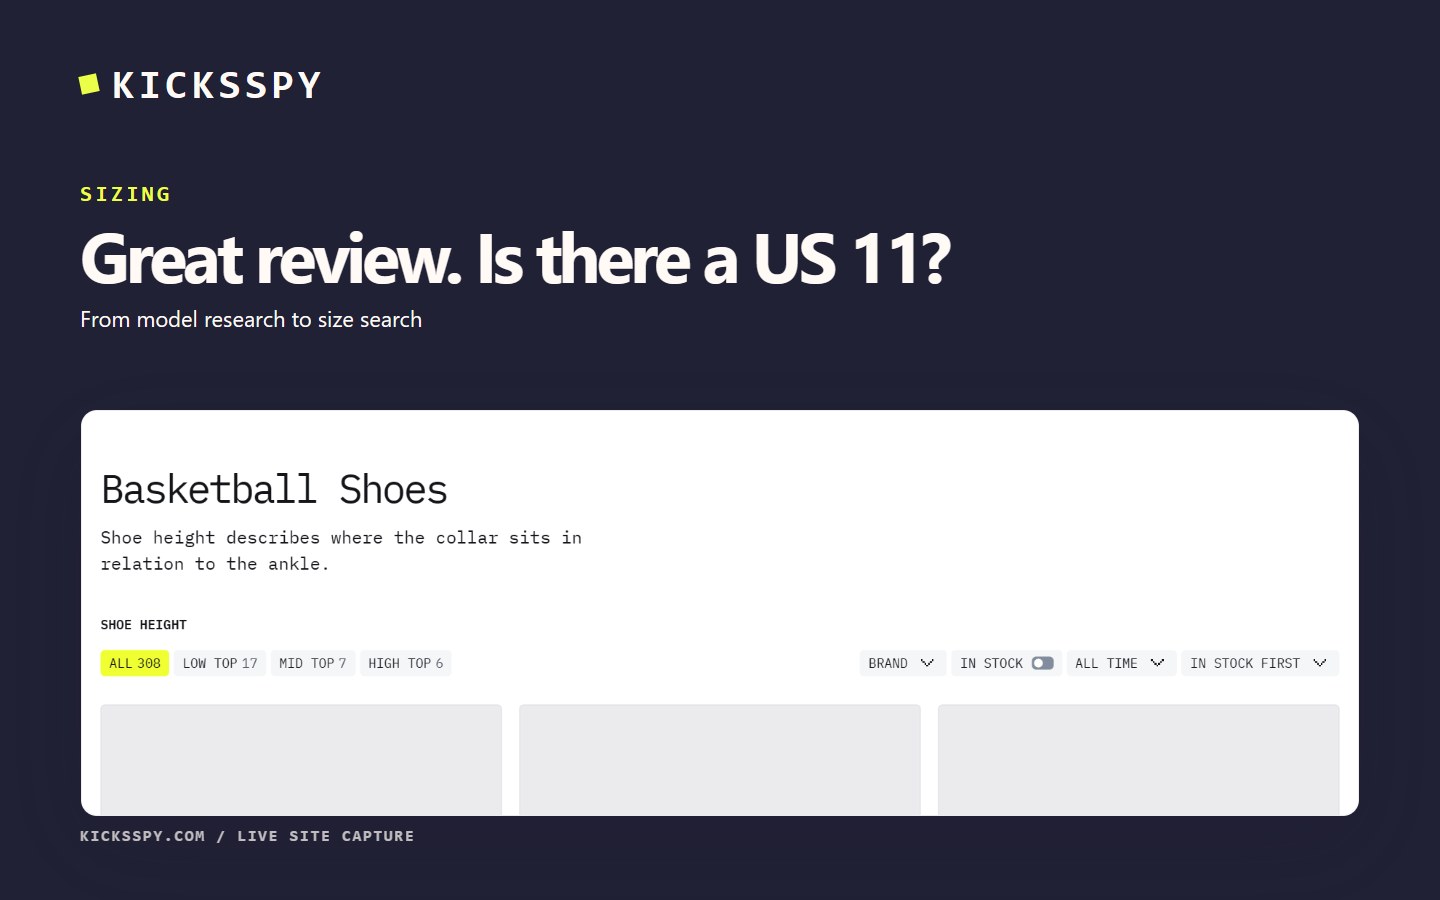 KICKSSPY
SIZING
Great review. Is there a US 11?
From model research to size search
Basketball Shoes
Shoe height describes where the collar sits in
relation to the ankle.
SHOE HEIGHT
ALL 308 LOW TOP 17 MID TOP 7 HIGH TOP 6 BRAND IN STOCK ALL TIME IN STOCK FIRST
KICKSSPY.COM / LIVE SITE CAPTURE